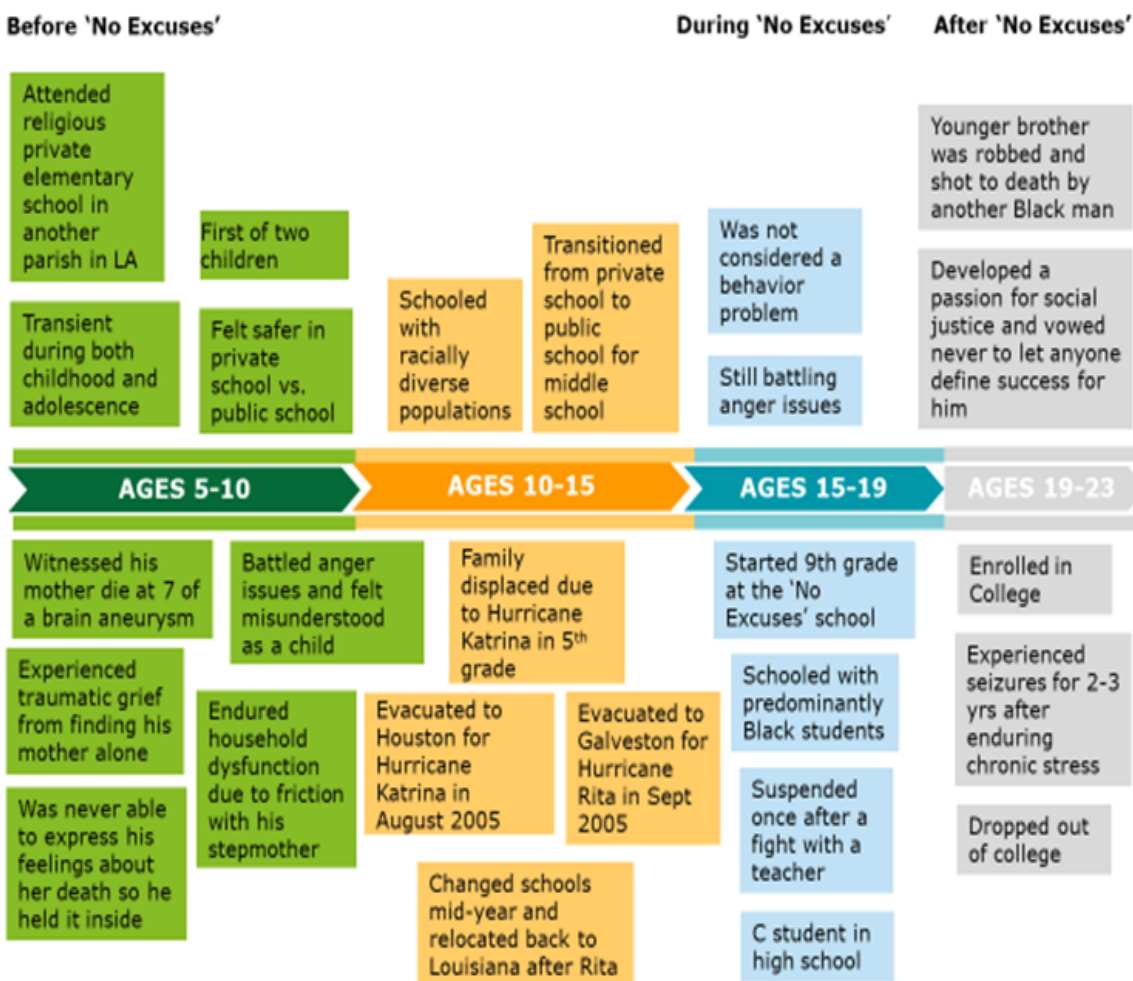 Before ‘No Excuses’
During ‘No Excuses’
After ‘No Excuses’
Attended
religious
private
elementary
school in
another
parish in LA
First of two
children
Transient
during both
childhood and
adolescence
Felt safer in
private
school vs.
public school
Schooled
with
racially
diverse
populations
Transitioned
from private
school to
public
school for
middle
school
Was not
considered a
behavior
problem
Still battling
anger issues
Younger brother
was robbed and
shot to death by
another Black man
Developed a
passion for social
justice and vowed
never to let anyone
define success for
him
AGES 5-10
AGES 10-15
AGES 15-19
AGES 19-23
Witnessed his
mother die at 7 of
a brain aneurysm
Battled anger
issues and felt
misunderstood
as a child
Experienced
traumatic grief
from finding his
mother alone
Endured
household
dysfunction
due to friction
with his
stepmother
Was never able
to express his
feelings about
her death so he
held it inside
Family
displaced due
to Hurricane
Katrina in 5th
grade
Evacuated to
Houston for
Hurricane
Katrina in
August 2005
Evacuated to
Galveston for
Hurricane
Rita in Sept
2005
Changed schools
mid-year and
relocated back to
Louisiana after Rita
Started 9th grade
at the ‘No
Excuses’ school
Schooled with
predominantly
Black students
Suspended
once after a
fight with a
teacher
C student in
high school
Enrolled in
College
Experienced
seizures for 2-3
yrs after
enduring
chronic stress
Dropped out
of college